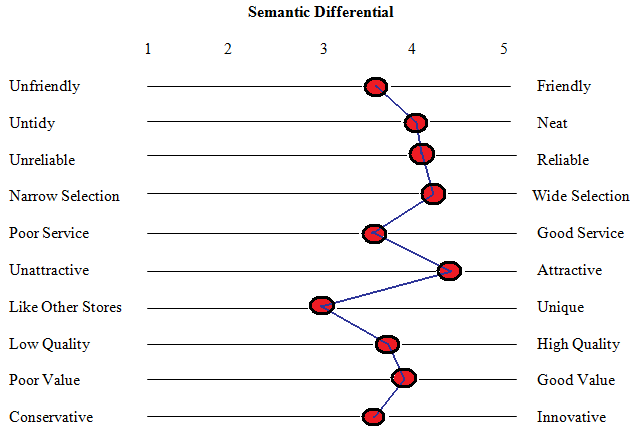 Semantic Differential
1 2 3 4 5
Unfriendly Friendly
Untidy Neat
Unreliable Reliable
Narrow Selection Wide Selection
Poor Service Good Service
Unattractive Attractive
Like Other Stores Unique
Low Quality High Quality
Poor Value Good Value
Conservative Innovative